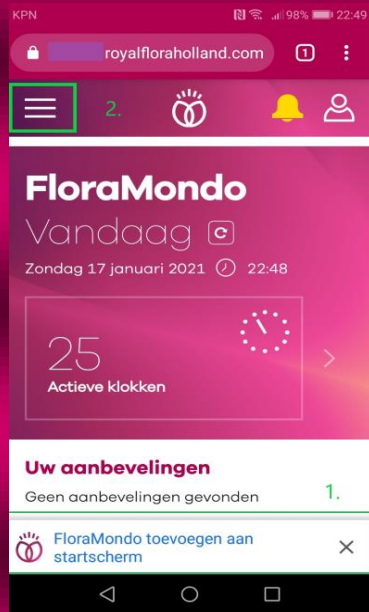 KPN 98% 22:49
royalfloraholland.com 1
2.
FloraMondo
Vandaag
Zondag 17 januari 2021 22:48
25
Actieve klokken
Uw aanbevelingen
Geen aanbevelingen gevonden 1.
FloraMondo toevoegen aan
startscherm